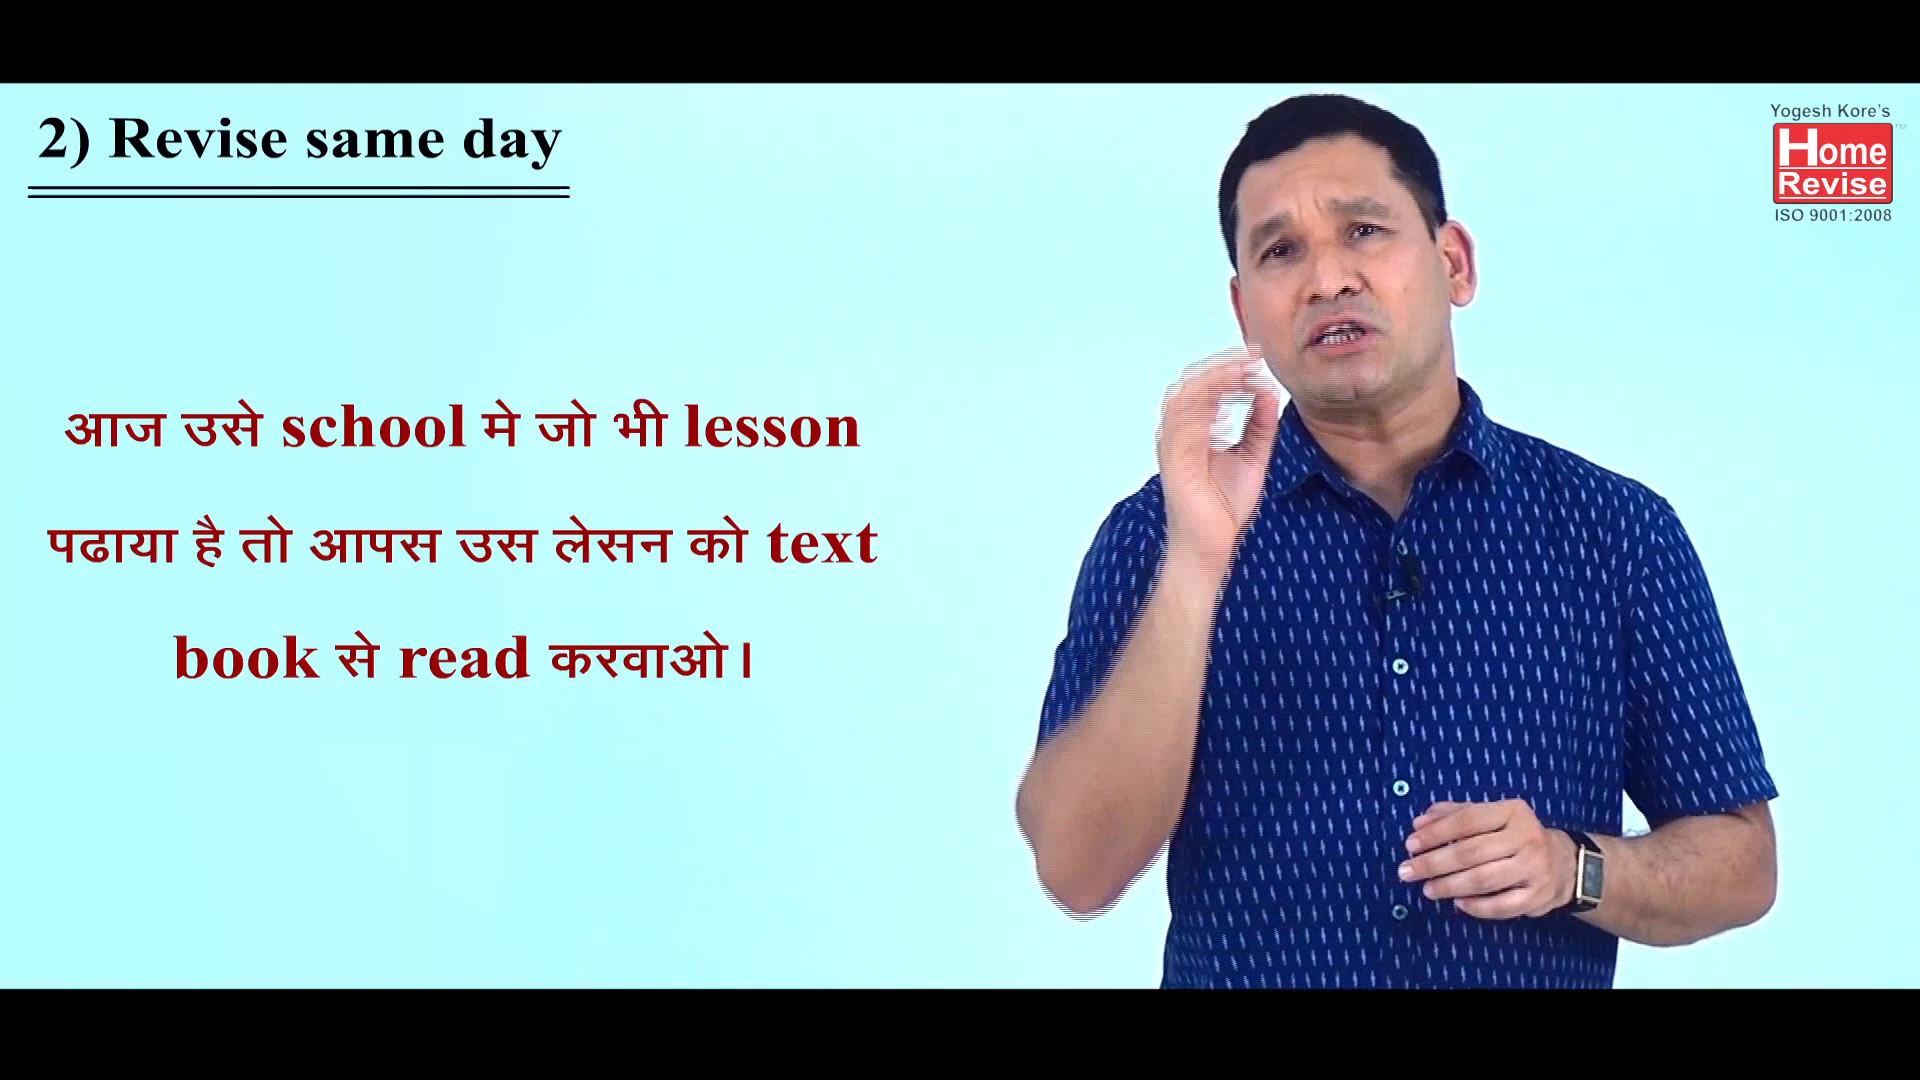 2) Revise same day
Yogesh Kore's
Home
Revise
ISO 9001:2008
आज उसे school मे जो भी lesson
पढाया है तो आपस उस लेसन को text
book से read करवाओ।